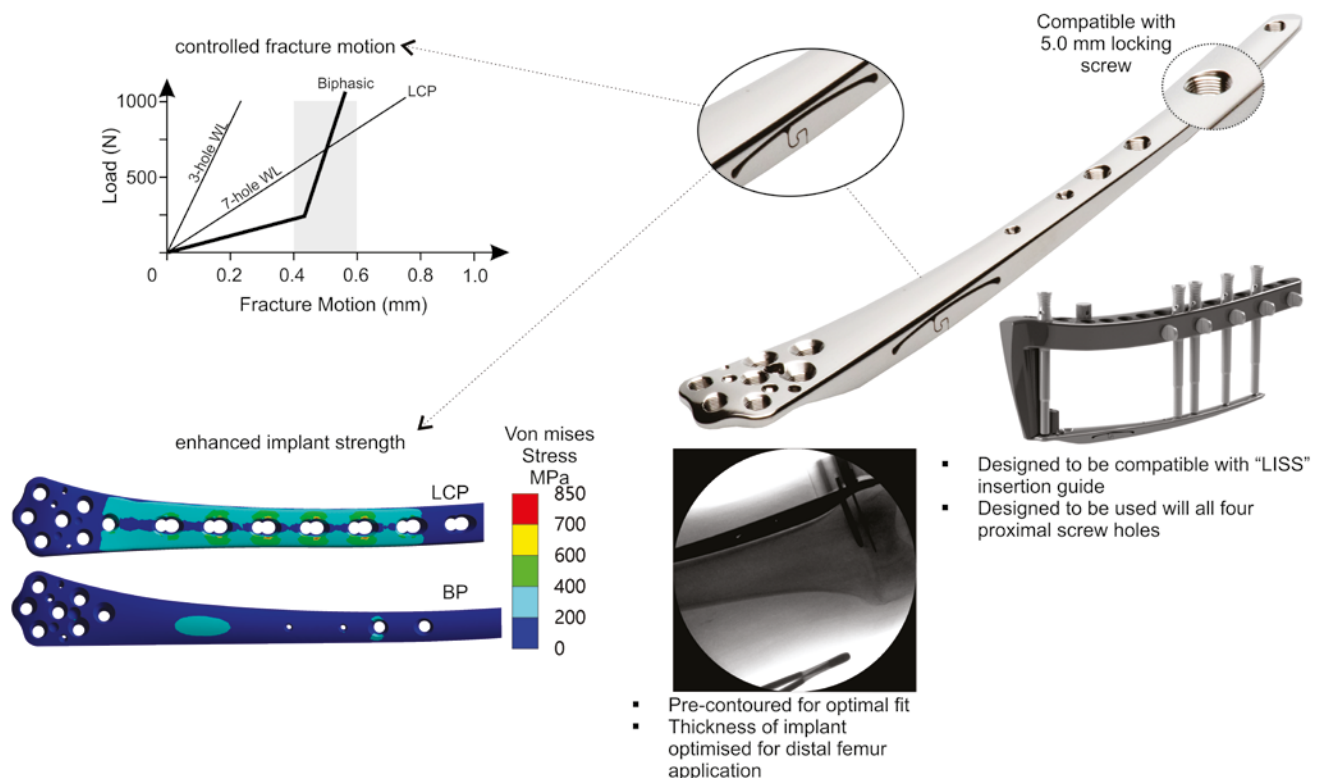 controlled fracture motion
Biphasic
LCP
3-hole WL
7-hole WL
Load (N)
1000
500
0
0.2
0.4
0.6
0.8
1.0
Fracture Motion (mm)
Compatible with
5.0 mm locking
screw
enhanced implant strength
Von mises
Stress
MPa
850
700
600
400
200
0
LCP
BP
▪ Designed to be compatible with “LISS”
insertion guide
▪ Designed to be used will all four
proximal screw holes
▪ Pre-contoured for optimal fit
▪ Thickness of implant
optimised for distal femur
application